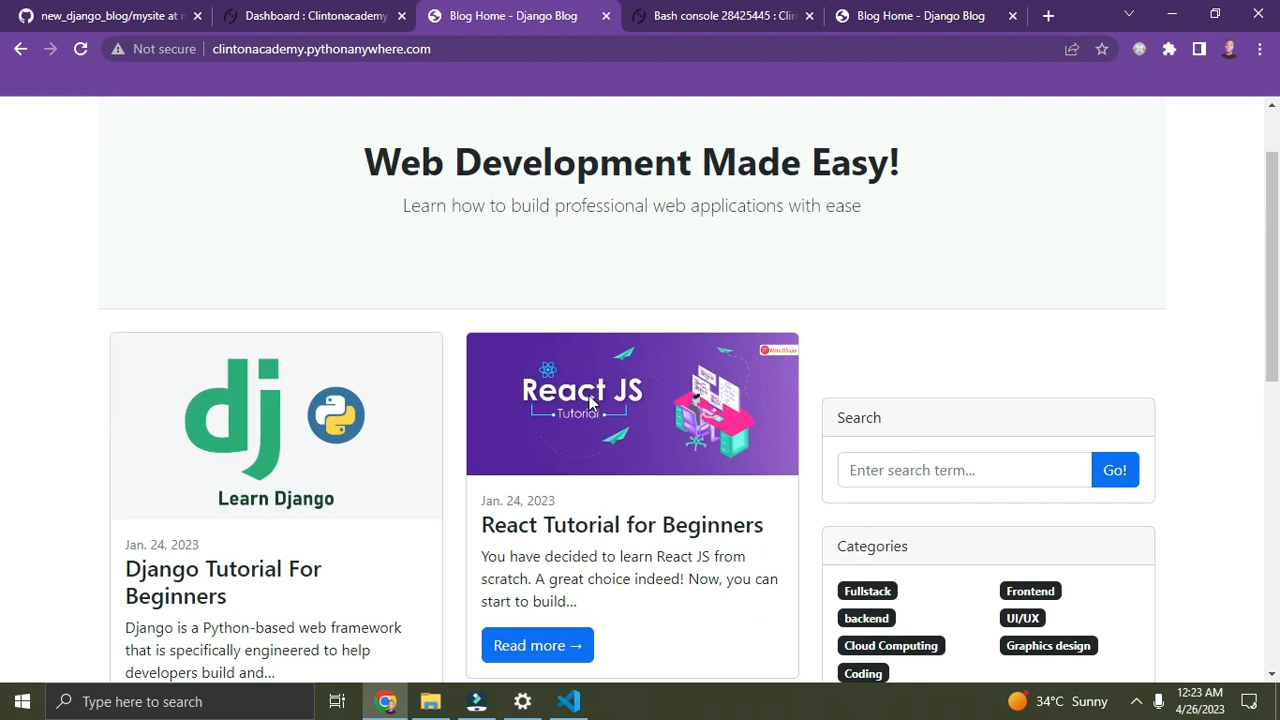 new_django_blog/mysite at m
Dashboard : Clintonacademy
Blog Home - Django Blog
Bash console 28425445 : Clin
Blog Home - Django Blog
Not secure
clintonacademy.pythonanywhere.com
Web Development Made Easy!
Learn how to build professional web applications with ease
dj
Learn Django
Jan. 24, 2023
Django Tutorial For
Beginners
Django is a Python-based web framework
that is specifically engineered to help
developers build and...
React JS
Tutorial
MindMajix
Jan. 24, 2023
React Tutorial for Beginners
You have decided to learn React JS from
scratch. A great choice indeed! Now, you can
start to build...
Read more →
Search
Enter search term...
Go!
Categories
Fullstack
Frontend
backend
UI/UX
Cloud Computing
Graphics design
Coding
Type here to search
34°C Sunny
12:23 AM
4/26/2023